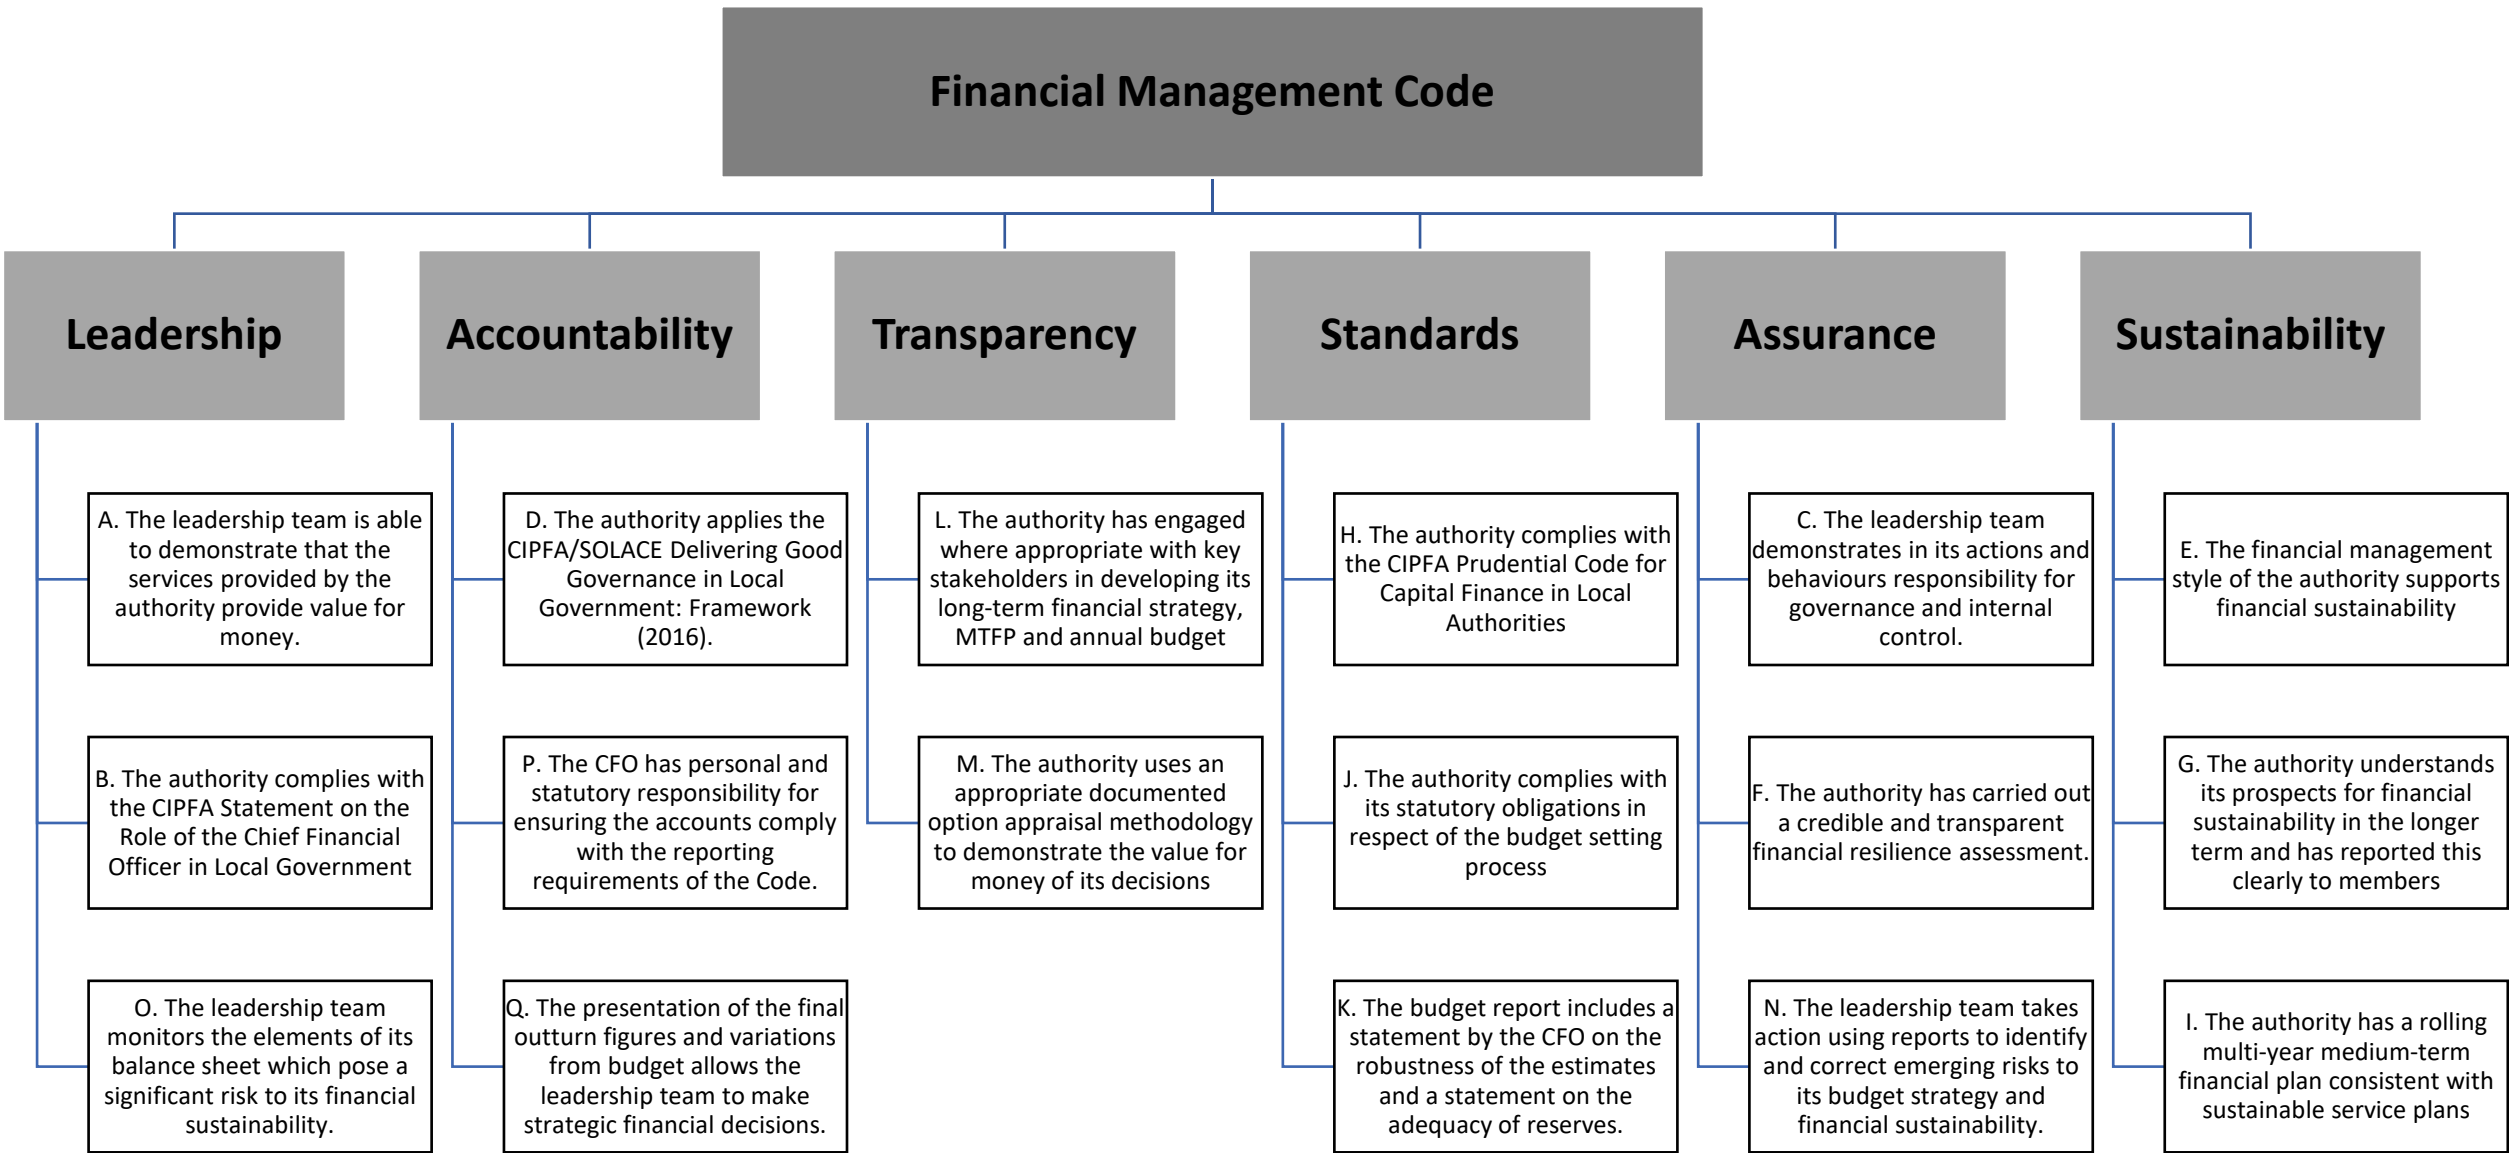 Financial Management Code
Leadership
Accountability
Transparency
Standards
Assurance
Sustainability
A. The leadership team is able
to demonstrate that the
services provided by the
authority provide value for
money.
B. The authority complies with
the CIPFA Statement on the
Role of the Chief Financial
Officer in Local Government
O. The leadership team
monitors the elements of its
balance sheet which pose a
significant risk to its financial
sustainability.
D. The authority applies the
CIPFA/SOLACE Delivering Good
Governance in Local
Government: Framework
(2016).
P. The CFO has personal and
statutory responsibility for
ensuring the accounts comply
with the reporting
requirements of the Code.
Q. The presentation of the final
outturn figures and variations
from budget allows the
leadership team to make
strategic financial decisions.
L. The authority has engaged
where appropriate with key
stakeholders in developing its
long-term financial strategy,
MTFP and annual budget
M. The authority uses an
appropriate documented
option appraisal methodology
to demonstrate the value for
money of its decisions
H. The authority complies with
the CIPFA Prudential Code for
Capital Finance in Local
Authorities
J. The authority complies with
its statutory obligations in
respect of the budget setting
process
K. The budget report includes a
statement by the CFO on the
robustness of the estimates
and a statement on the
adequacy of reserves.
C. The leadership team
demonstrates in its actions and
behaviours responsibility for
governance and internal
control.
F. The authority has carried out
a credible and transparent
financial resilience assessment.
N. The leadership team takes
action using reports to identify
and correct emerging risks to
its budget strategy and
financial sustainability.
E. The financial management
style of the authority supports
financial sustainability
G. The authority understands
its prospects for financial
sustainability in the longer
term and has reported this
clearly to members
I. The authority has a rolling
multi-year medium-term
financial plan consistent with
sustainable service plans